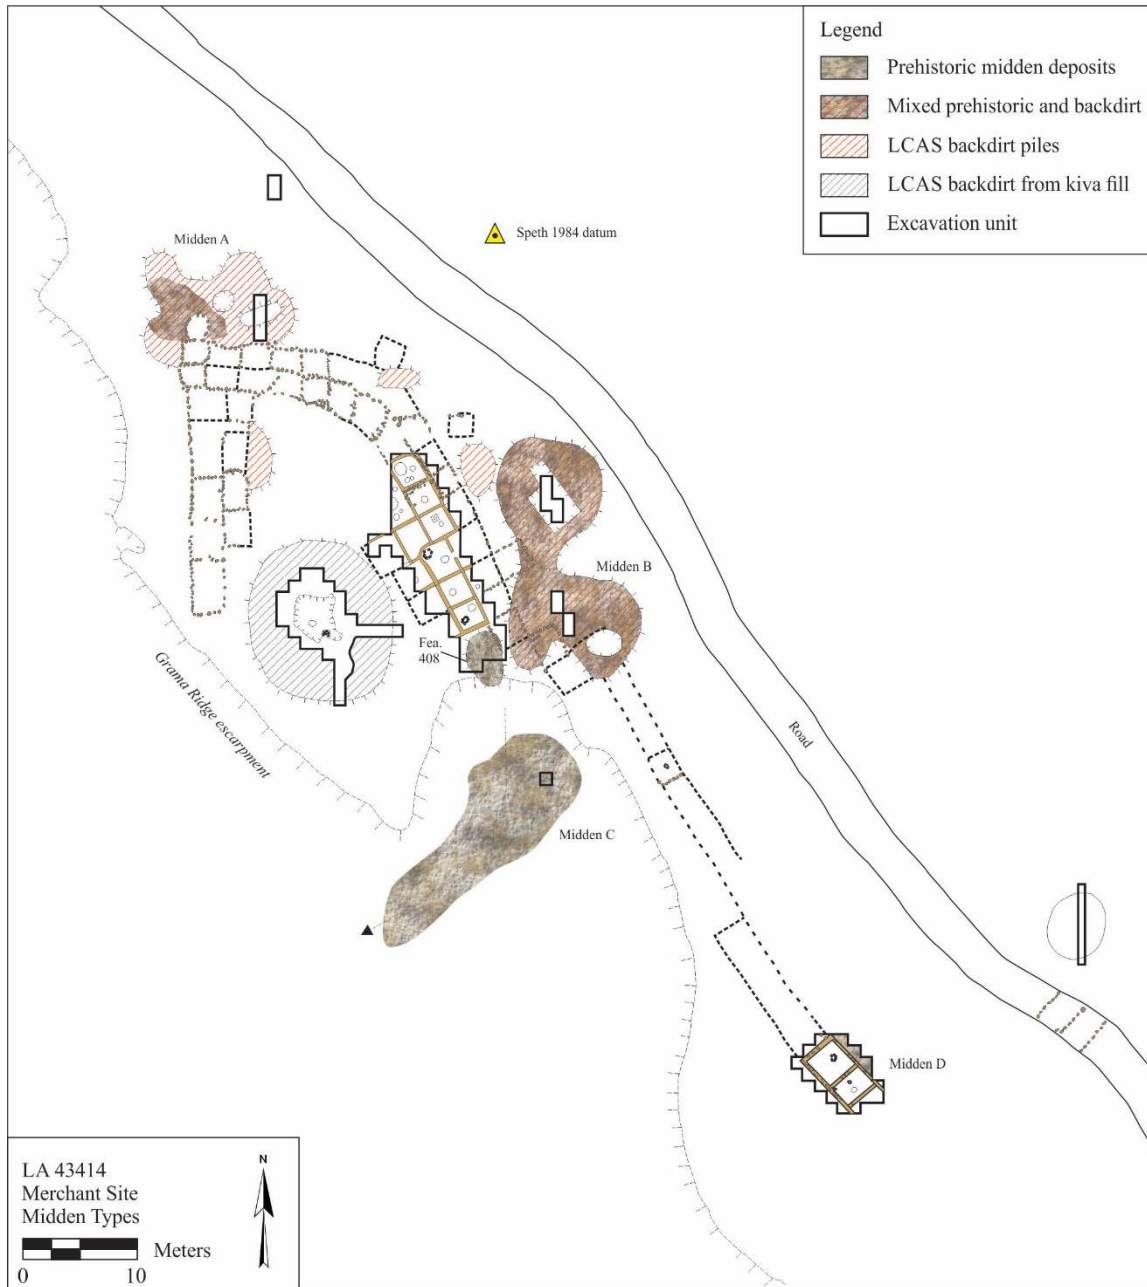 Legend
Prehistoric midden deposits
Mixed prehistoric and backdirt
LCAS backdirt piles
LCAS backdirt from kiva fill
Excavation unit
Speth 1984 datum
Midden A
Midden B
Fea.
408
Grama Ridge escarpment
Road
Midden C
Midden D
LA 43414
Merchant Site
Midden Types
N
Meters
0 10